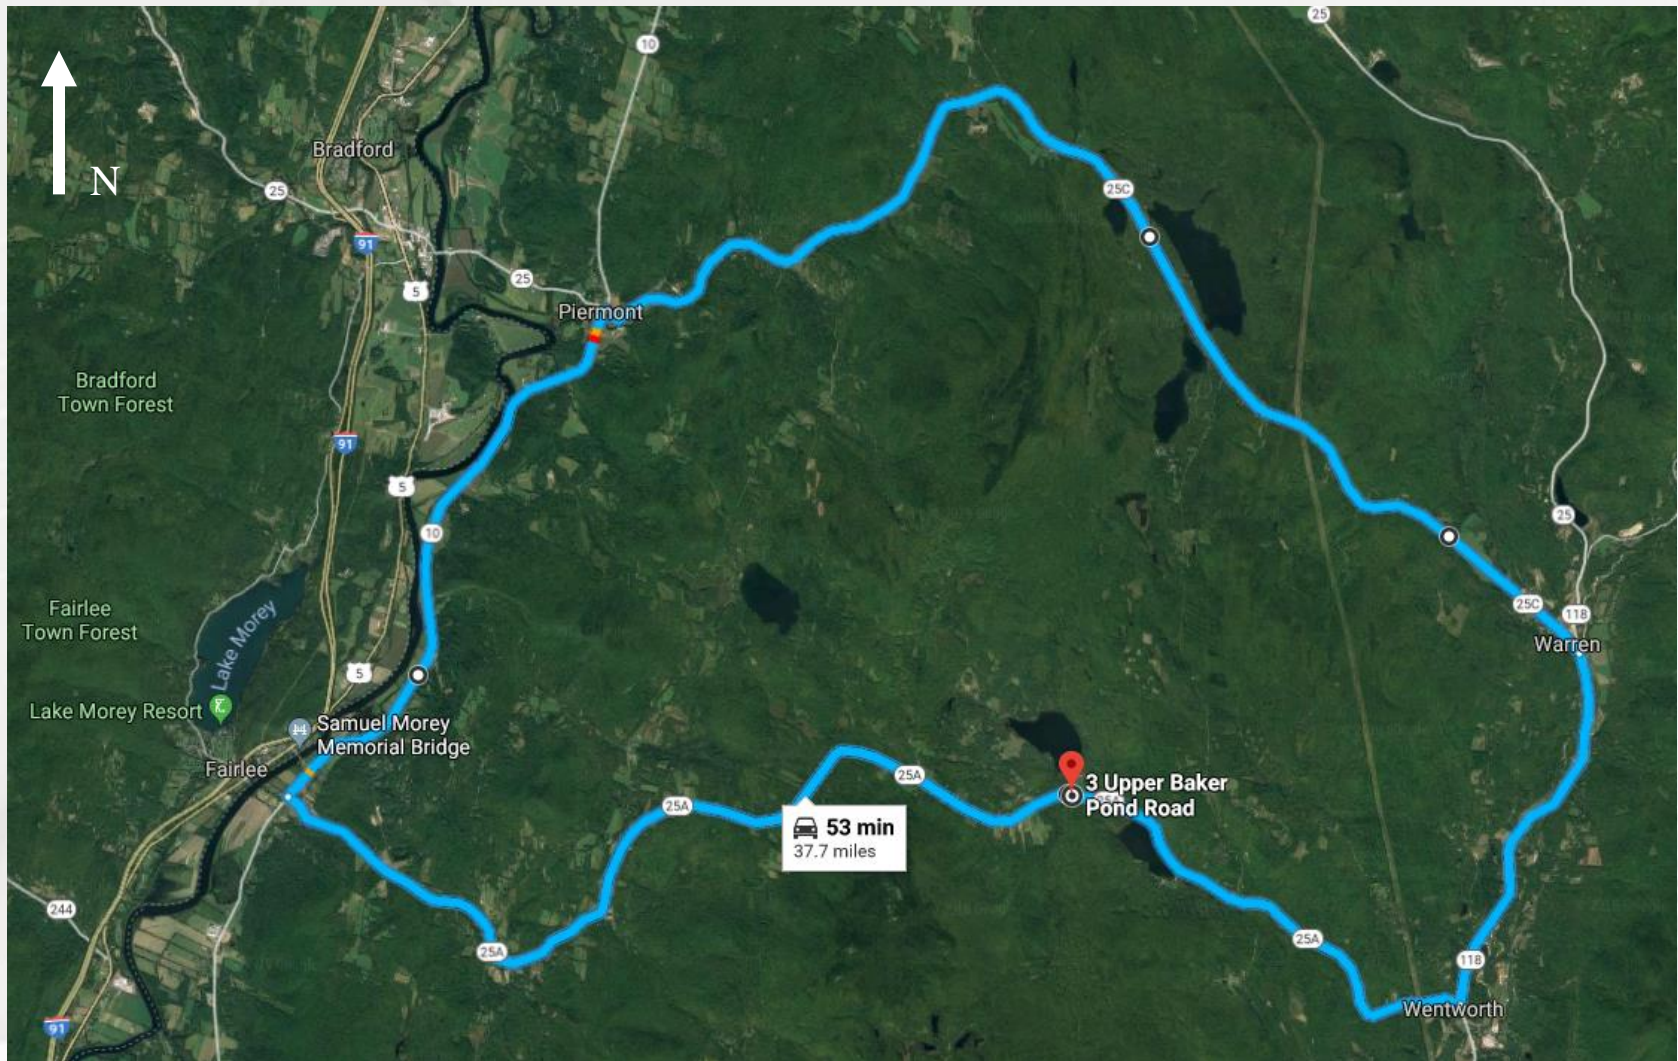 25
10
N
Bradford
25
25C
91
25
5
Piermont
Bradford
Town Forest
91
5
10
25
25C
118
Fairlee
Town Forest
Warren
Lake Morey
5
Lake Morey Resort
Samuel Morey
Memorial Bridge
Fairlee
25A
3 Upper Baker
Pond Road
25A
53 min
37.7 miles
244
25A
25A
118
Wentworth
91